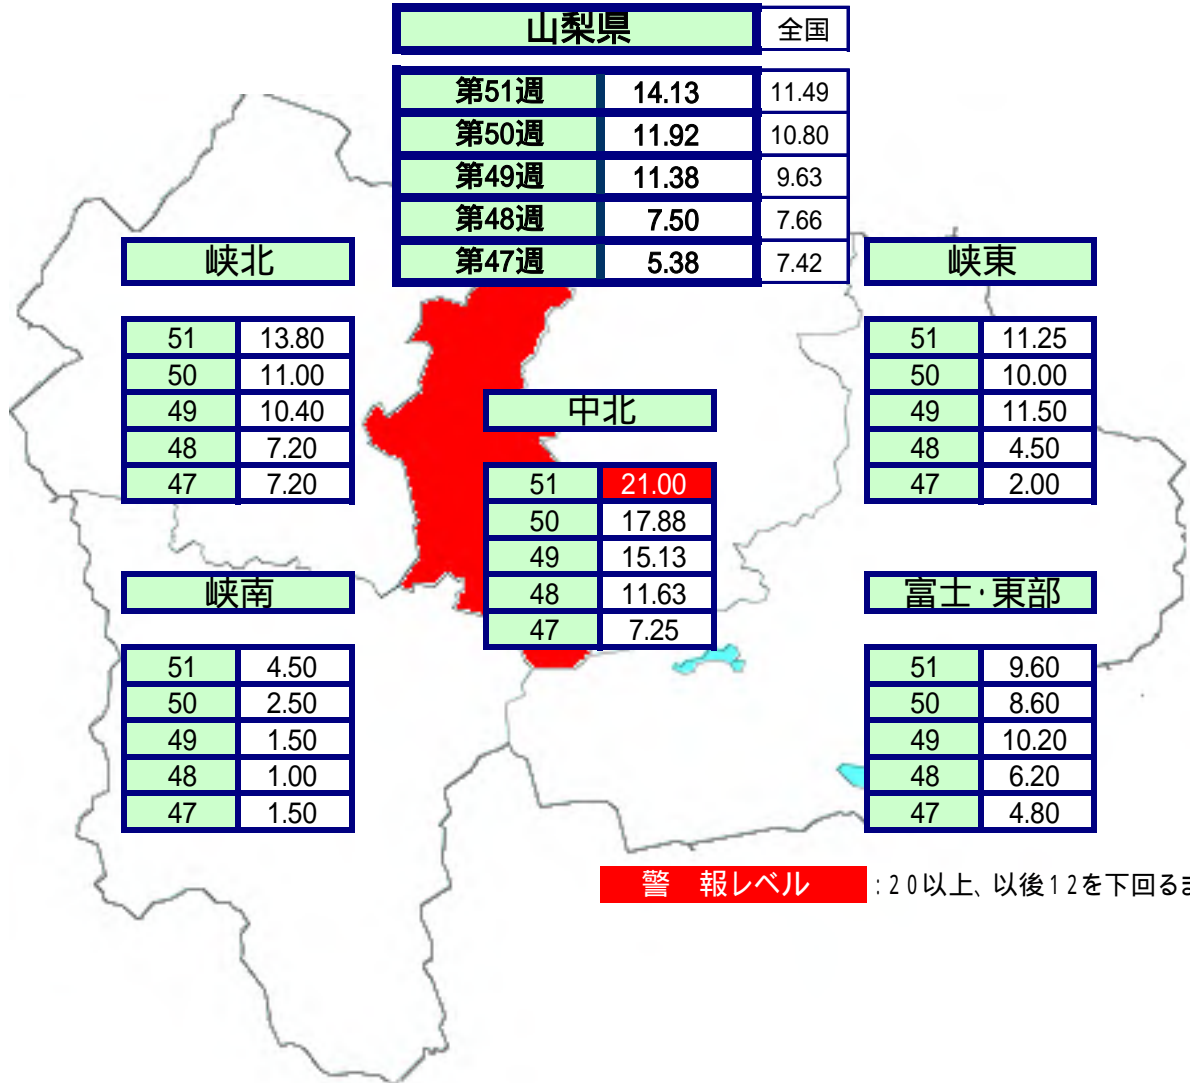 山梨県 全国
第51週 14.13 11.49
第50週 11.92 10.80
第49週 11.38 9.63
第48週 7.50 7.66
第47週 5.38 7.42
峡北
51 13.80
50 11.00
49 10.40
48 7.20
47 7.20
中北
51 21.00
50 17.88
49 15.13
48 11.63
47 7.25
峡東
51 11.25
50 10.00
49 11.50
48 4.50
47 2.00
峡南
51 4.50
50 2.50
49 1.50
48 1.00
47 1.50
富士・東部
51 9.60
50 8.60
49 10.20
48 6.20
47 4.80
警　報レベル :20以上、以後12を下回るま